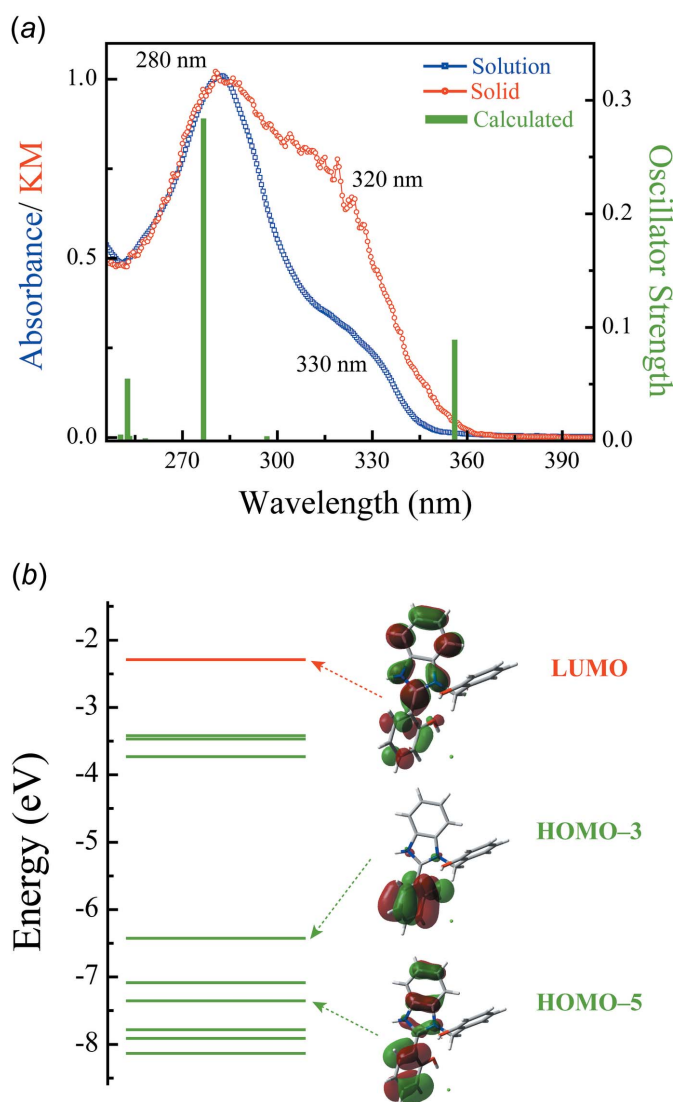 (a)
280 nm
Solution
Solid
Calculated
320 nm
330 nm
1.0
0.5
0.0
Absorbance/ KM
0.3
0.2
0.1
0.0
Oscillator Strength
270 300 330 360 390
Wavelength (nm)
(b)
-2
-3
-4
-5
-6
-7
-8
Energy (eV)
LUMO
HOMO–3
HOMO–5